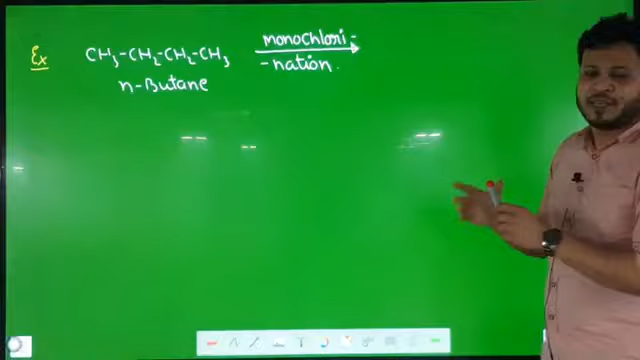 Ex CH₃-CH₂-CH₂-CH₃ monochlori-
-nation.
n-Butane